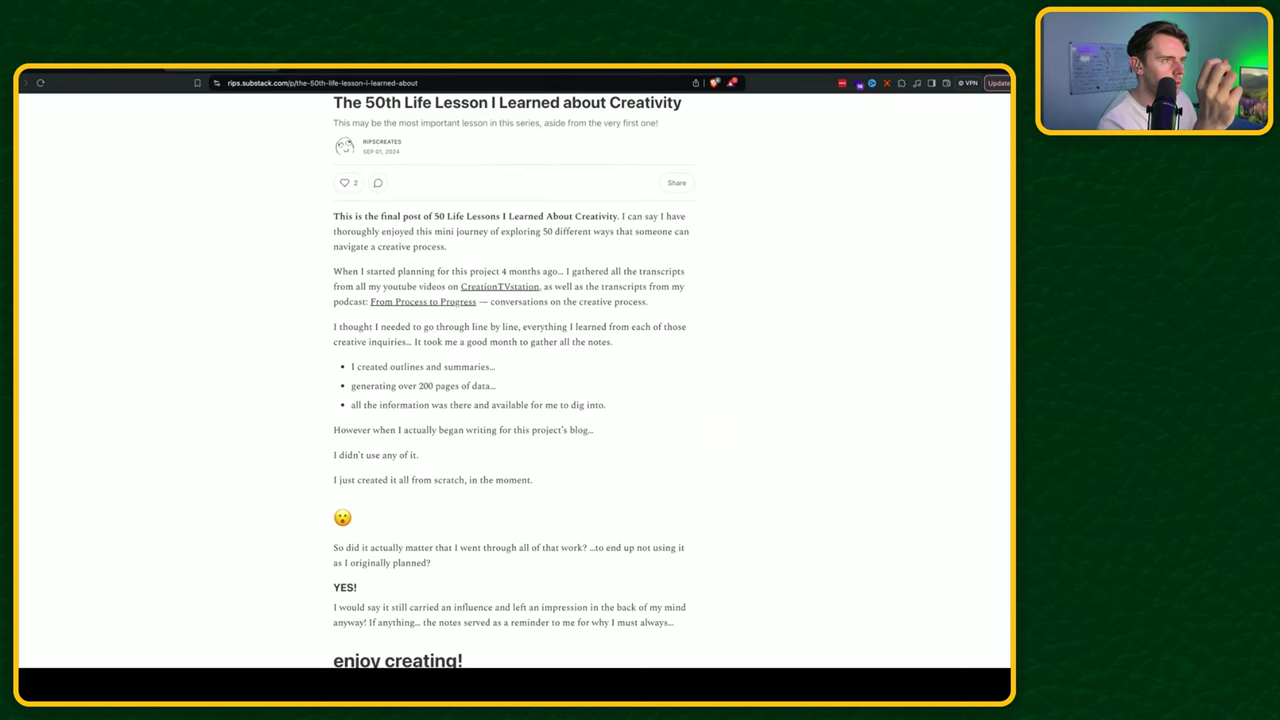 rips.substack.com/p/the-50th-life-lesson-i-learned-about
VPN
Update
The 50th Life Lesson I Learned about Creativity
This may be the most important lesson in this series, aside from the very first one!
RIPSCREATES
SEP 01, 2024
2
Share
This is the final post of 50 Life Lessons I Learned About Creativity. I can say I have
thoroughly enjoyed this mini journey of exploring 50 different ways that someone can
navigate a creative process.
When I started planning for this project 4 months ago... I gathered all the transcripts
from all my youtube videos on CreationTVstation, as well as the transcripts from my
podcast: From Process to Progress — conversations on the creative process.
I thought I needed to go through line by line, everything I learned from each of those
creative inquiries... It took me a good month to gather all the notes.
• I created outlines and summaries...
• generating over 200 pages of data...
• all the information was there and available for me to dig into.
However when I actually began writing for this project's blog...
I didn't use any of it.
I just created it all from scratch, in the moment.
😮
So did it actually matter that I went through all of that work? ...to end up not using it
as I originally planned?
YES!
I would say it still carried an influence and left an impression in the back of my mind
anyway! If anything... the notes served as a reminder to me for why I must always...
enjoy creating!